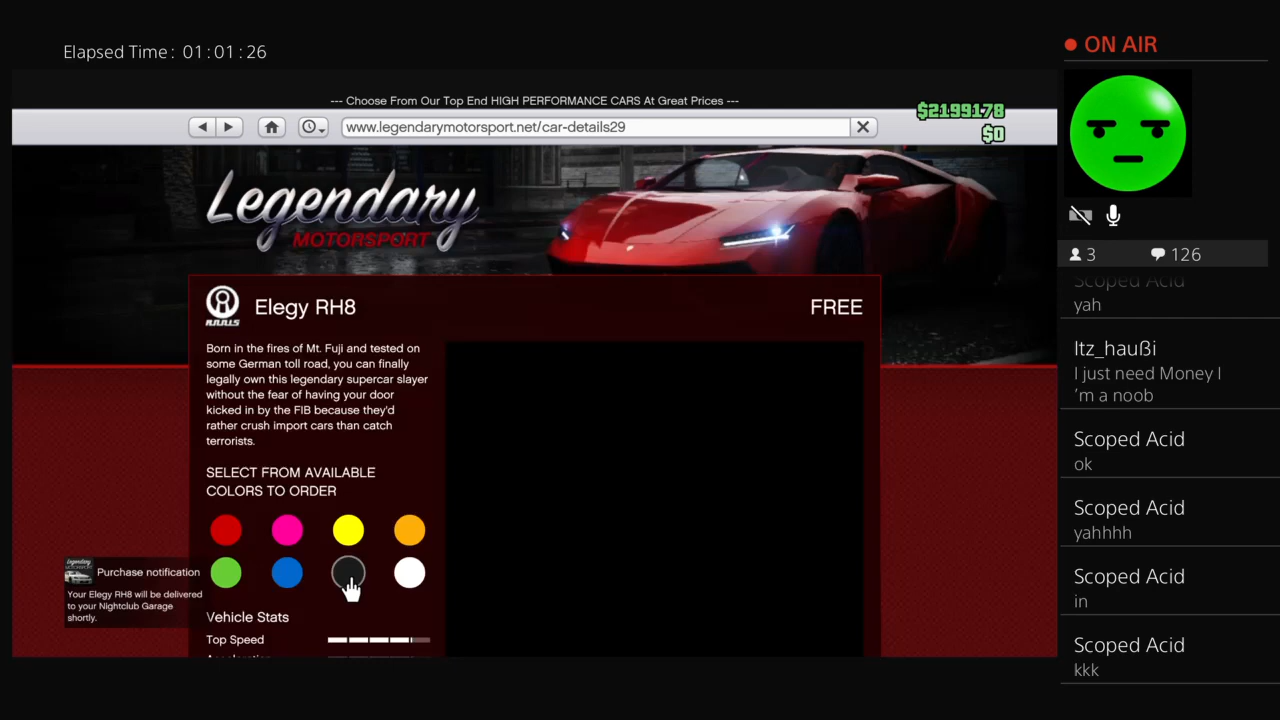 Elapsed Time: 01:01:26
ON AIR
--- Choose From Our Top End HIGH PERFORMANCE CARS At Great Prices ---
www.legendarymotorsport.net/car-details29
$2199178
$0
Legendary
MOTORSPORT
3 126
Elegy RH8
FREE
Born in the fires of Mt. Fuji and tested on
some German toll road, you can finally
legally own this legendary supercar slayer
without the fear of having your door
kicked in by the FIB because they'd
rather crush import cars than catch
terrorists.
SELECT FROM AVAILABLE
COLORS TO ORDER
Purchase notification
Your Elegy RH8 will be delivered
to your Nightclub Garage
shortly.
Vehicle Stats
Top Speed
Acceleration
Scoped Acid
yah
Itz_haußi
I just need Money I
'm a noob
Scoped Acid
ok
Scoped Acid
yahhhh
Scoped Acid
in
Scoped Acid
kkk